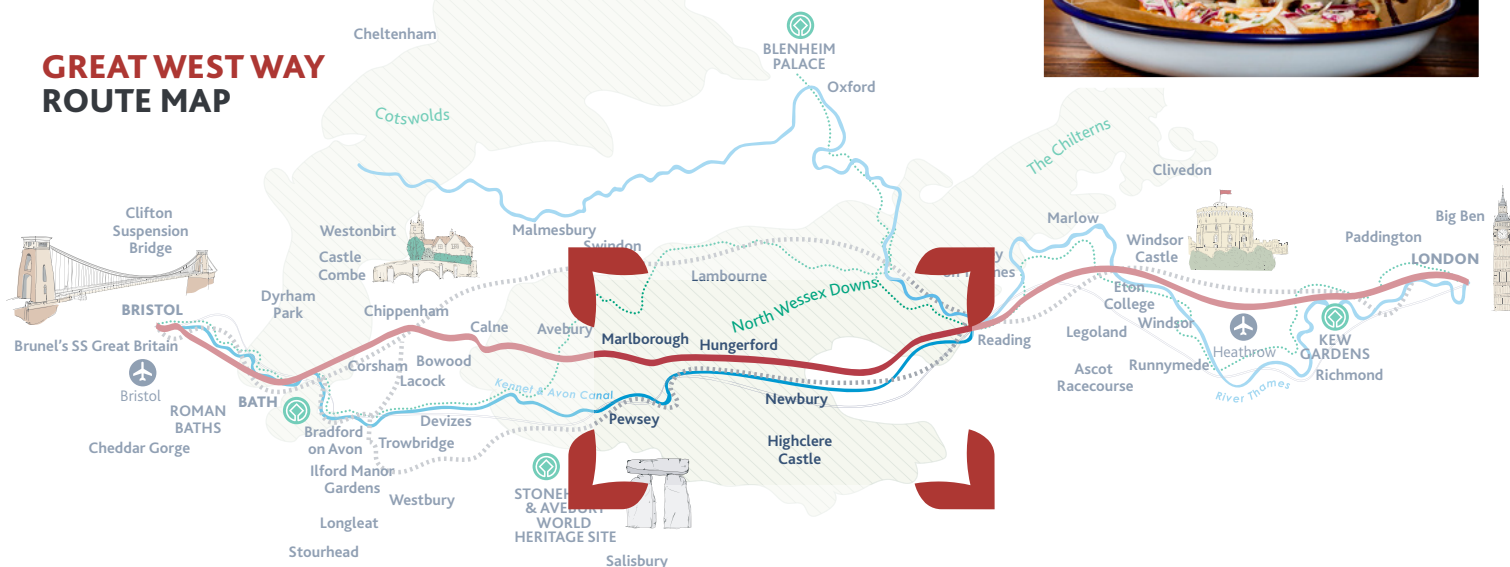 GREAT WEST WAY
ROUTE MAP
Cheltenham
Cotswolds
BLENHEIM
PALACE
Oxford
The Chilterns
Clivedon
Clifton
Suspension
Bridge
Westonbirt
Castle
Combe
Malmesbury
Swindon
Lambourne
Marlow
Windsor
Castle
Paddington
Big Ben
LONDON
Dyrham
Park
BRISTOL
Chippenham
Calne
Avebury
North Wessex Downs
Marlborough
Hungerford
Reading
Eton
College
Windsor
Legoland
Heathrow
KEW
GARDENS
Richmond
Runnymede
Ascot
Racecourse
River Thames
Brunel's SS Great Britain
Bristol
Corsham
Bowood
Lacock
Kennet & Avon Canal
BATH
ROMAN
BATHS
Cheddar Gorge
Bradford
on Avon
Devizes
Trowbridge
Pewsey
Newbury
Highclere
Castle
Ilford Manor
Gardens
Westbury
Longleat
Stourhead
& AVEBURY
WORLD
HERITAGE SITE
Salisbury